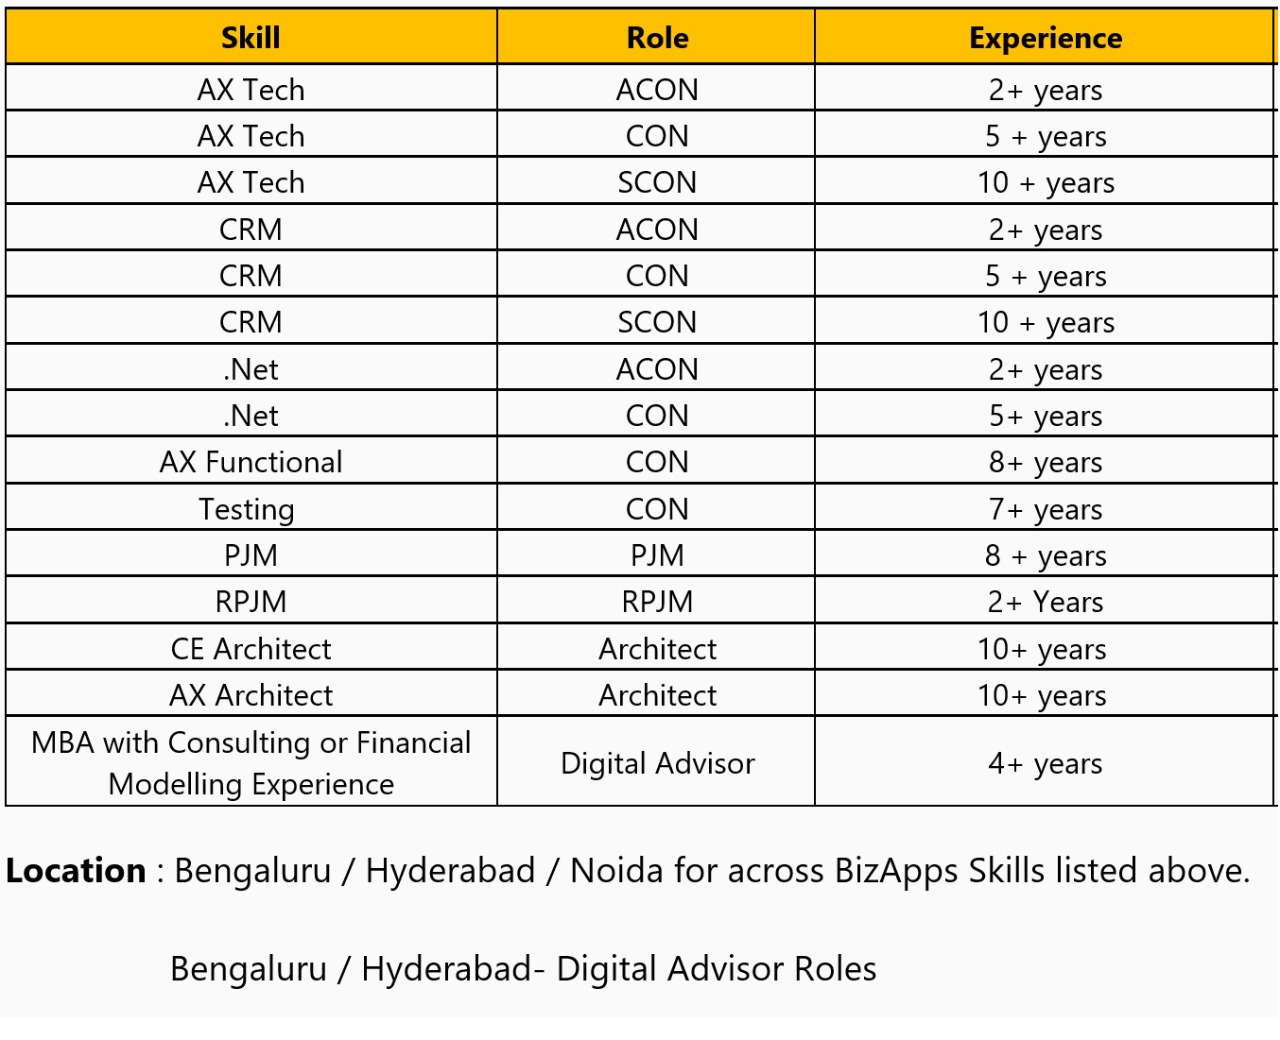 Skill Role Experience
AX Tech ACON 2+ years
AX Tech CON 5 + years
AX Tech SCON 10 + years
CRM ACON 2+ years
CRM CON 5 + years
CRM SCON 10 + years
.Net ACON 2+ years
.Net CON 5+ years
AX Functional CON 8+ years
Testing CON 7+ years
PJM PJM 8 + years
RPJM RPJM 2+ Years
CE Architect Architect 10+ years
AX Architect Architect 10+ years
MBA with Consulting or Financial
Modelling Experience Digital Advisor 4+ years
Location : Bengaluru / Hyderabad / Noida for across BizApps Skills listed above.
Bengaluru / Hyderabad- Digital Advisor Roles